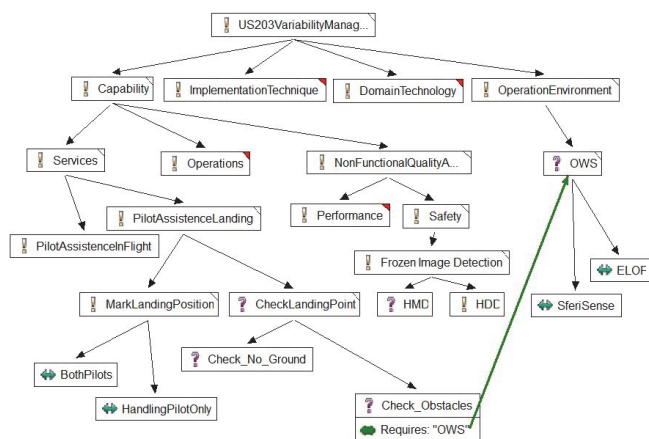 US203VariabilityManag...
Capability
ImplementationTechnique
DomainTechnology
OperationEnvironment
Services
Operations
NonFunctionalQualityA...
OWS
PilotAssistenceLanding
Performance
Safety
PilotAssistenceInFlight
Frozen Image Detection
ELOF
MarkLandingPosition
CheckLandingPoint
HMD
HDD
SferiSense
Check_No_Ground
BothPilots
HandlingPilotOnly
Check_Obstacles
Requires: "OWS"